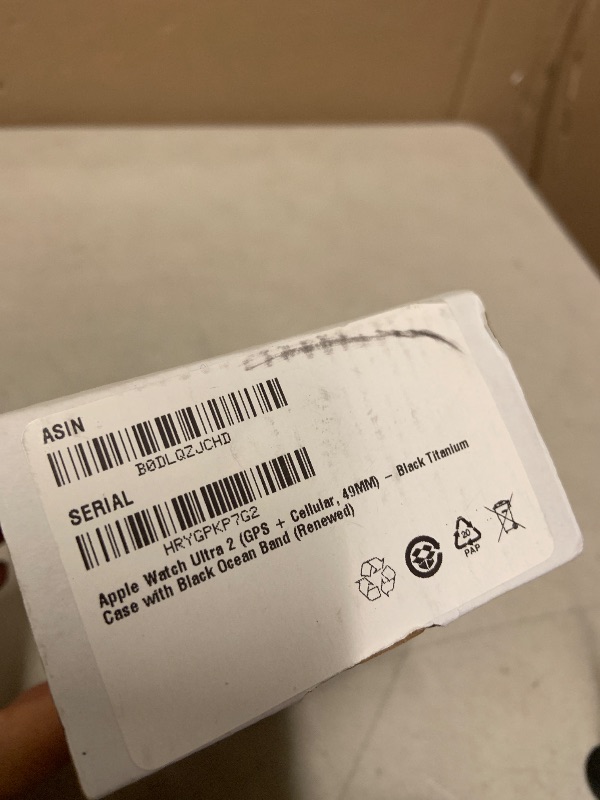 ASIN
B0DLQZJCHD
SERIAL
HRYGPKP7G2
Apple Watch Ultra 2 (GPS + Cellular, 49MM) – Black Titanium
Case with Black Ocean Band (Renewed)
20
PAP